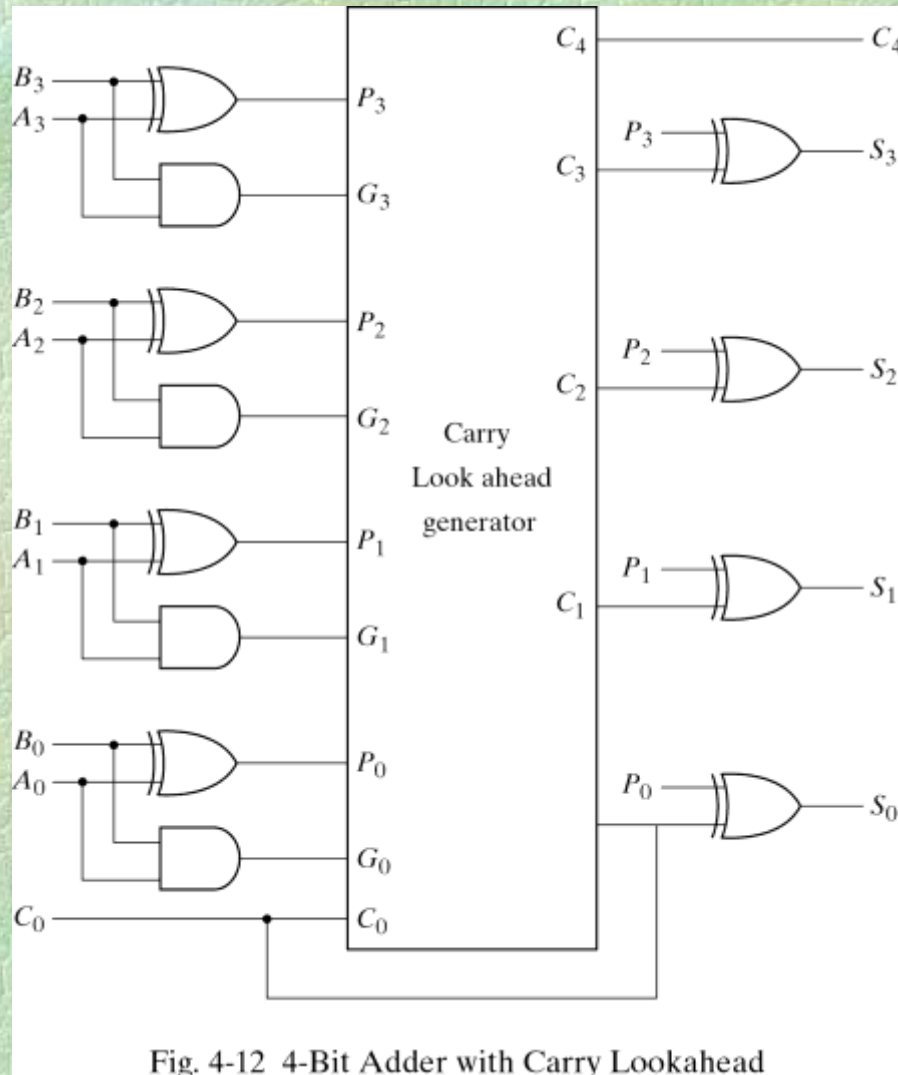 C₄ C₄
B₃
A₃ P₃ P₃ S₃
C₃
G₃
B₂
A₂ P₂ P₂ S₂
C₂
G₂
Carry
Look ahead
generator
B₁
A₁ P₁ P₁ S₁
C₁
G₁
B₀
A₀ P₀ P₀ S₀
G₀
C₀ C₀
Fig. 4-12 4-Bit Adder with Carry Lookahead